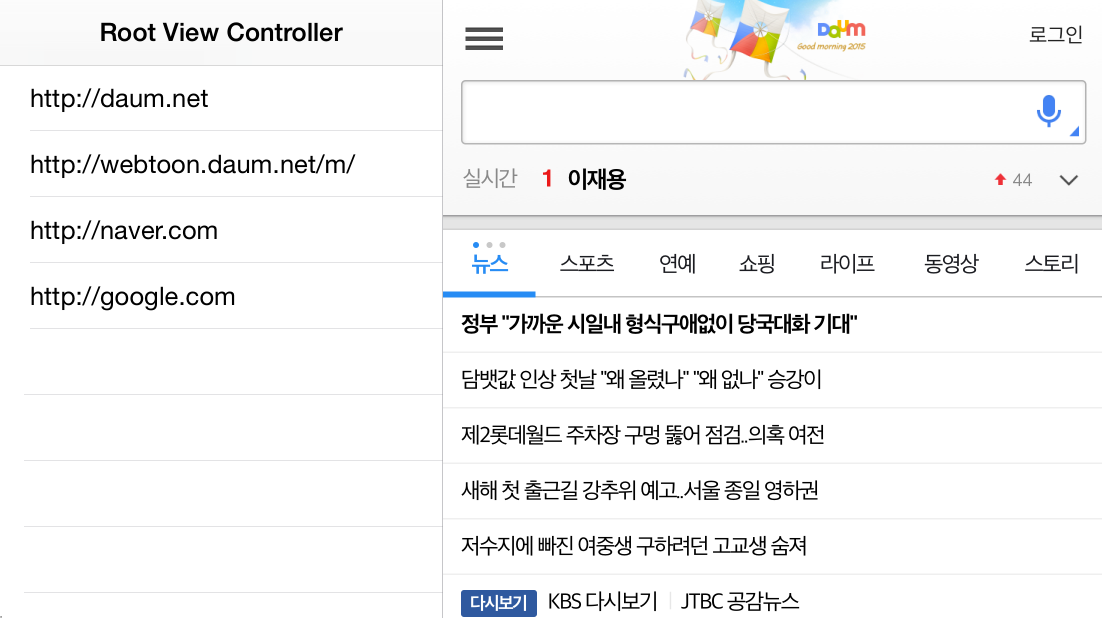 Root View Controller
http://daum.net
http://webtoon.daum.net/m/
http://naver.com
http://google.com
Daum
Good morning 2015
로그인
실시간 1 이재용 44
뉴스 스포츠 연예 쇼핑 라이프 동영상 스토리
정부 "가까운 시일내 형식구애없이 당국대화 기대"
담뱃값 인상 첫날 "왜 올렸나" "왜 없나" 승강이
제2롯데월드 주차장 구멍 뚫어 점검..의혹 여전
새해 첫 출근길 강추위 예고..서울 종일 영하권
저수지에 빠진 여중생 구하려던 고교생 숨져
다시보기 KBS 다시보기 JTBC 공감뉴스